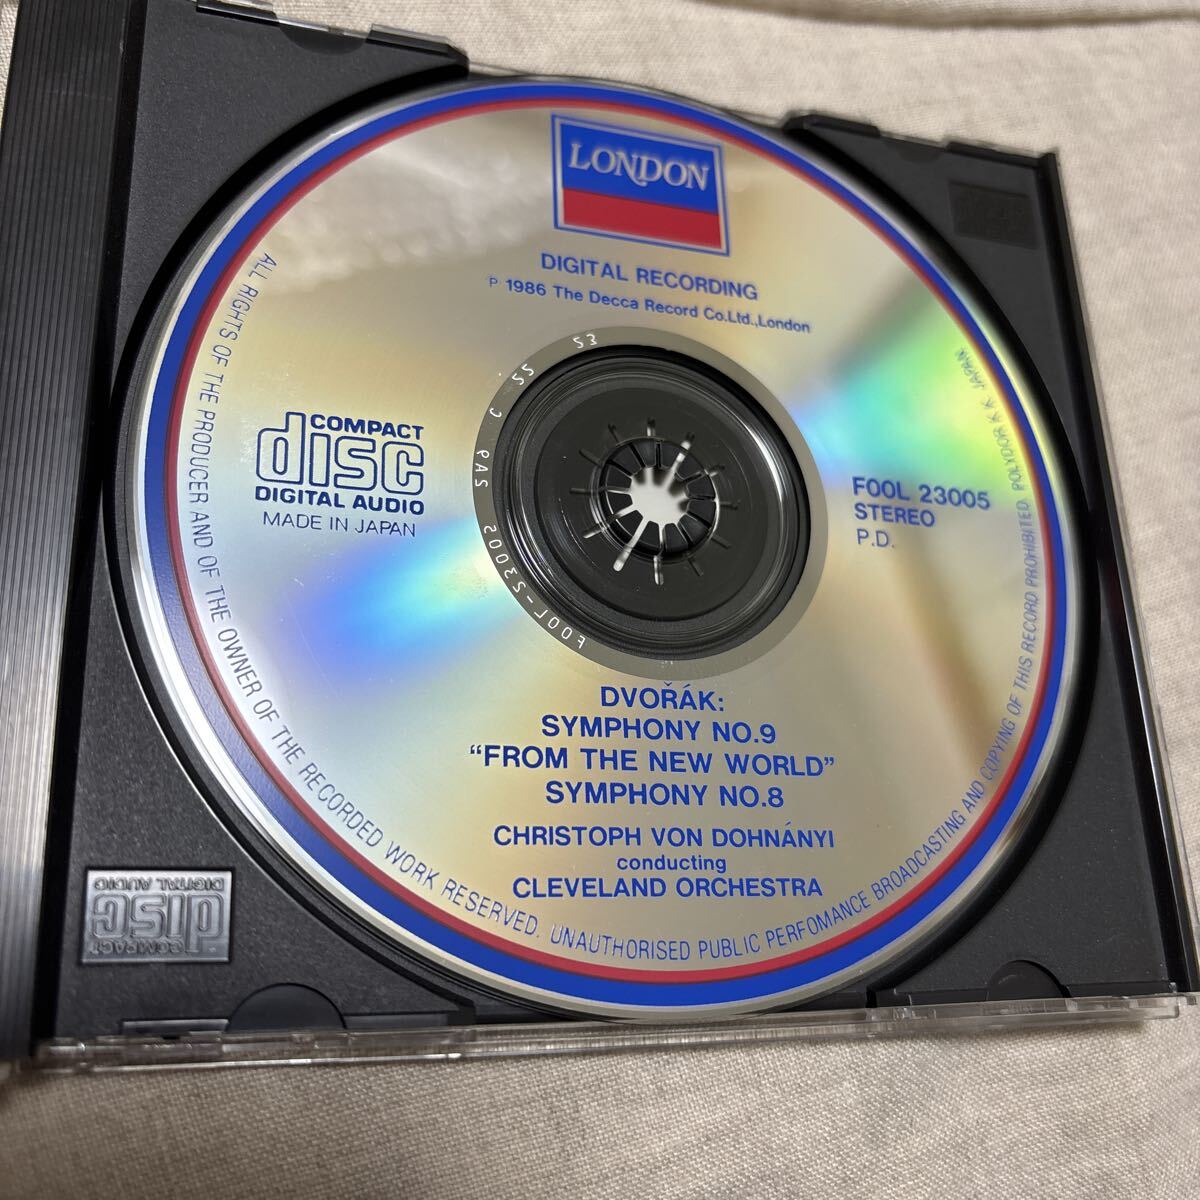 LONDON
DIGITAL RECORDING
℗ 1986 The Decca Record Co.Ltd.,London
COMPACT
disc
DIGITAL AUDIO
MADE IN JAPAN
F00L 23005
STEREO
P.D.
DVOŘÁK:
SYMPHONY NO.9
“FROM THE NEW WORLD”
SYMPHONY NO.8
CHRISTOPH VON DOHNÁNYI
conducting
CLEVELAND ORCHESTRA
ALL RIGHTS OF THE PRODUCER AND OF THE OWNER OF THE RECORDED WORK RESERVED. UNAUTHORISED PUBLIC PERFOMANCE BROADCASTING AND COPYING OF THIS RECORD PROHIBITED. POLYDOR K.K. JAPAN.
COMPACT
disc
DIGITAL AUDIO